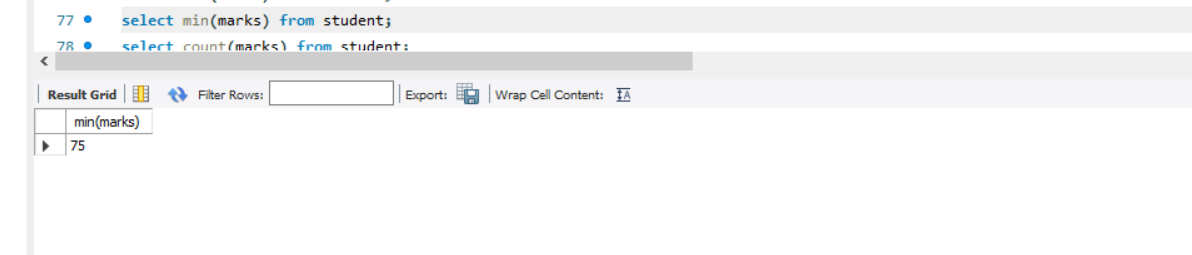 77 select min(marks) from student;
78 select count(marks) from student;
Result Grid Filter Rows: Export: Wrap Cell Content: IA
min(marks)
75